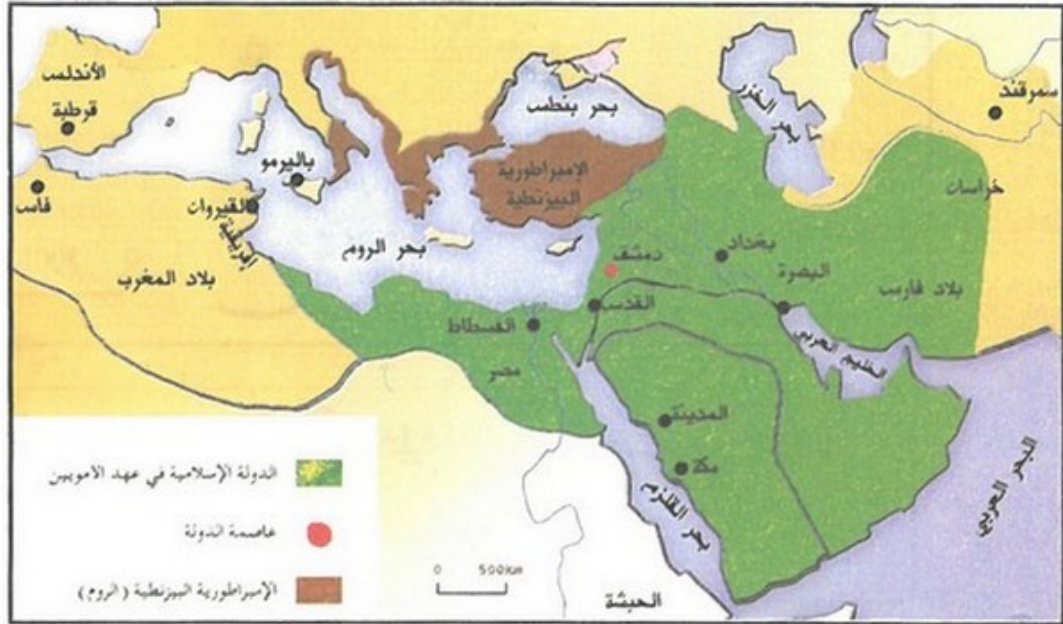 الأندلس
قرطبة
فاس
باليرمو
القيروان
إفريقية
بلاد المغرب
بحر الروم
بحر بنطس
الإمبراطورية
البيزنطية
بحر الخزر
سمرقند
خراسان
بغداد
دمشق
البصرة
بلاد فارس
القدس
الفسطاط
مصر
الخليج العربي
المدينة
مكة
بحر القلزم
البحر العربي
الحبشة
الدولة الإسلامية في عهد الأمويين
عاصمة الدولة
الإمبراطورية البيزنطية (الروم)
0 500Km